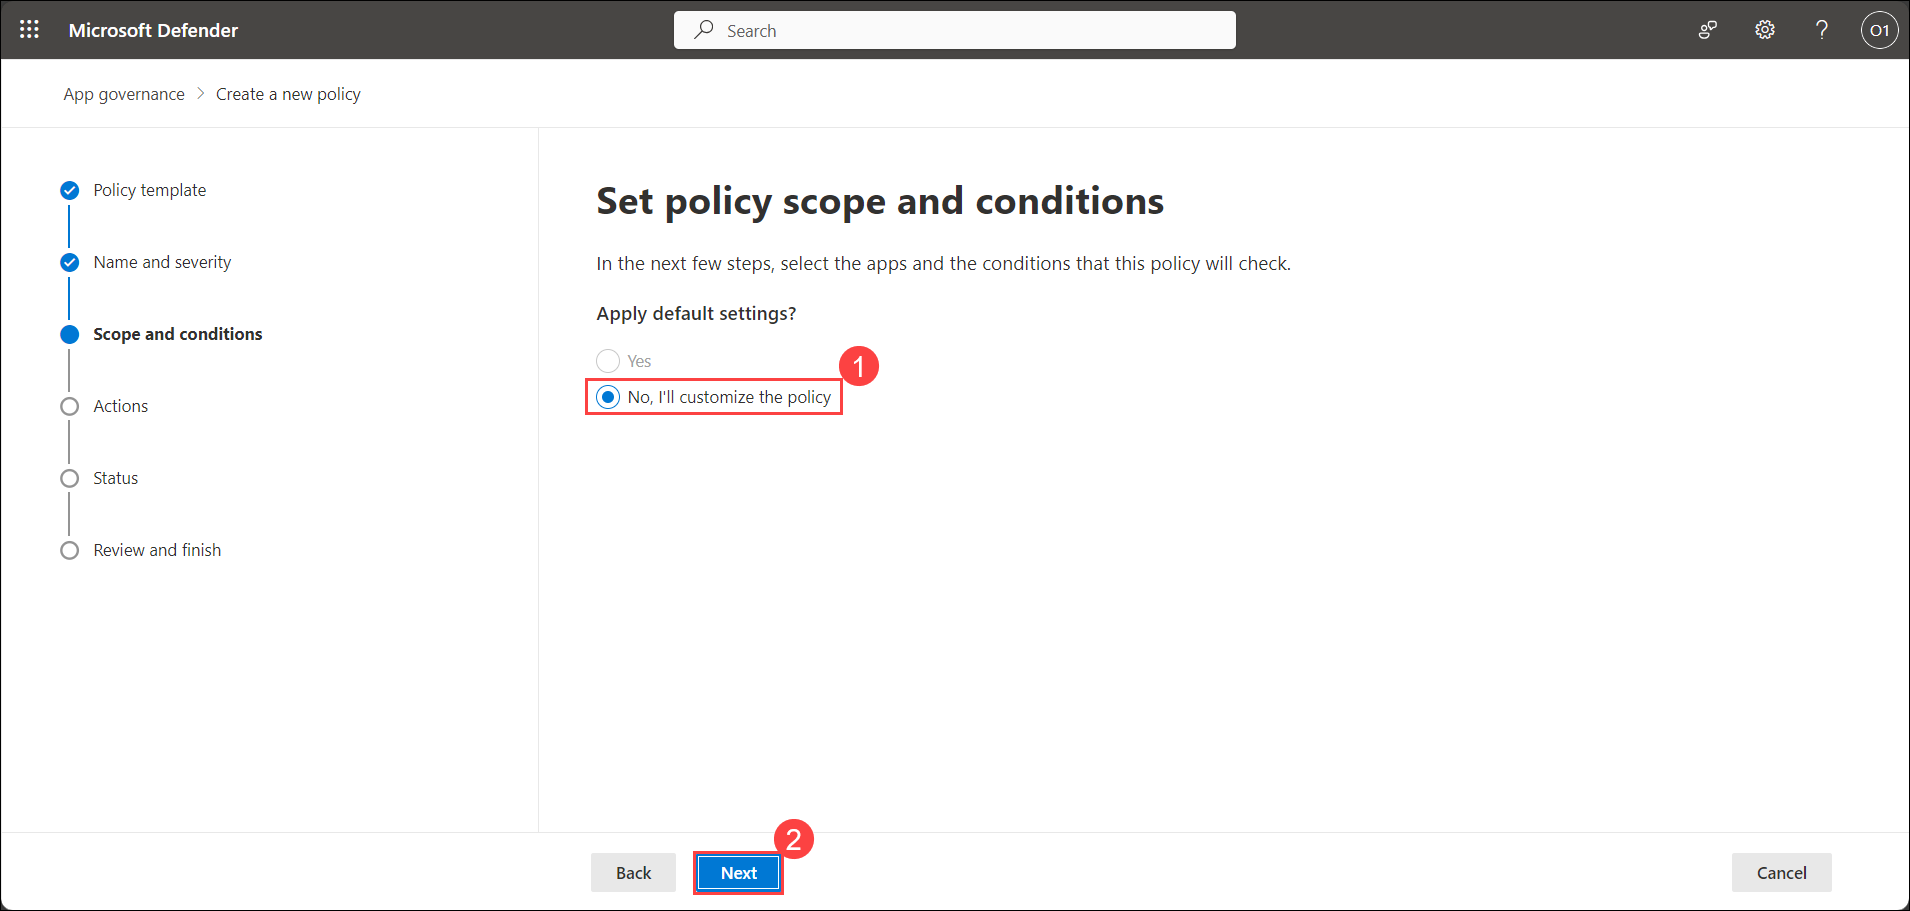 Microsoft Defender
Search
O1
App governance > Create a new policy
Policy template
Name and severity
Scope and conditions
Actions
Status
Review and finish
Set policy scope and conditions
In the next few steps, select the apps and the conditions that this policy will check.
Apply default settings?
Yes
1
No, I'll customize the policy
2
Back
Next
Cancel